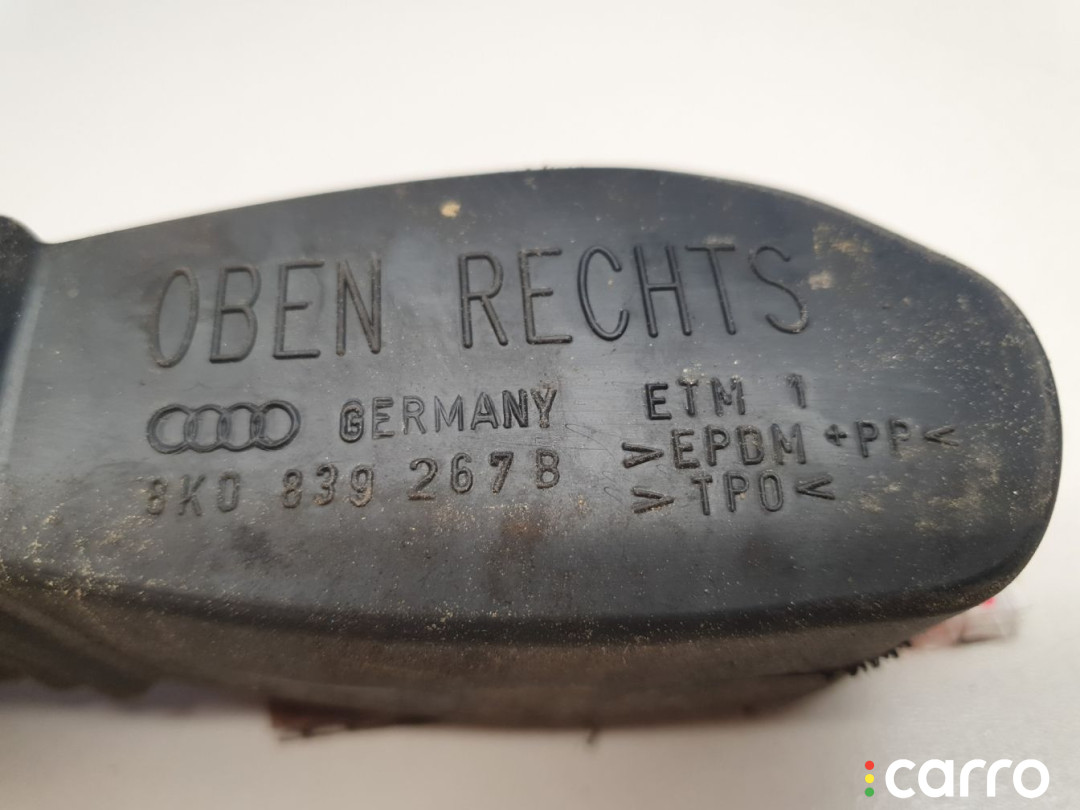 OBEN RECHTS
GERMANY
8K0 839 267 B
ETM 1
>EPDM+PP<
>TPO<
carro